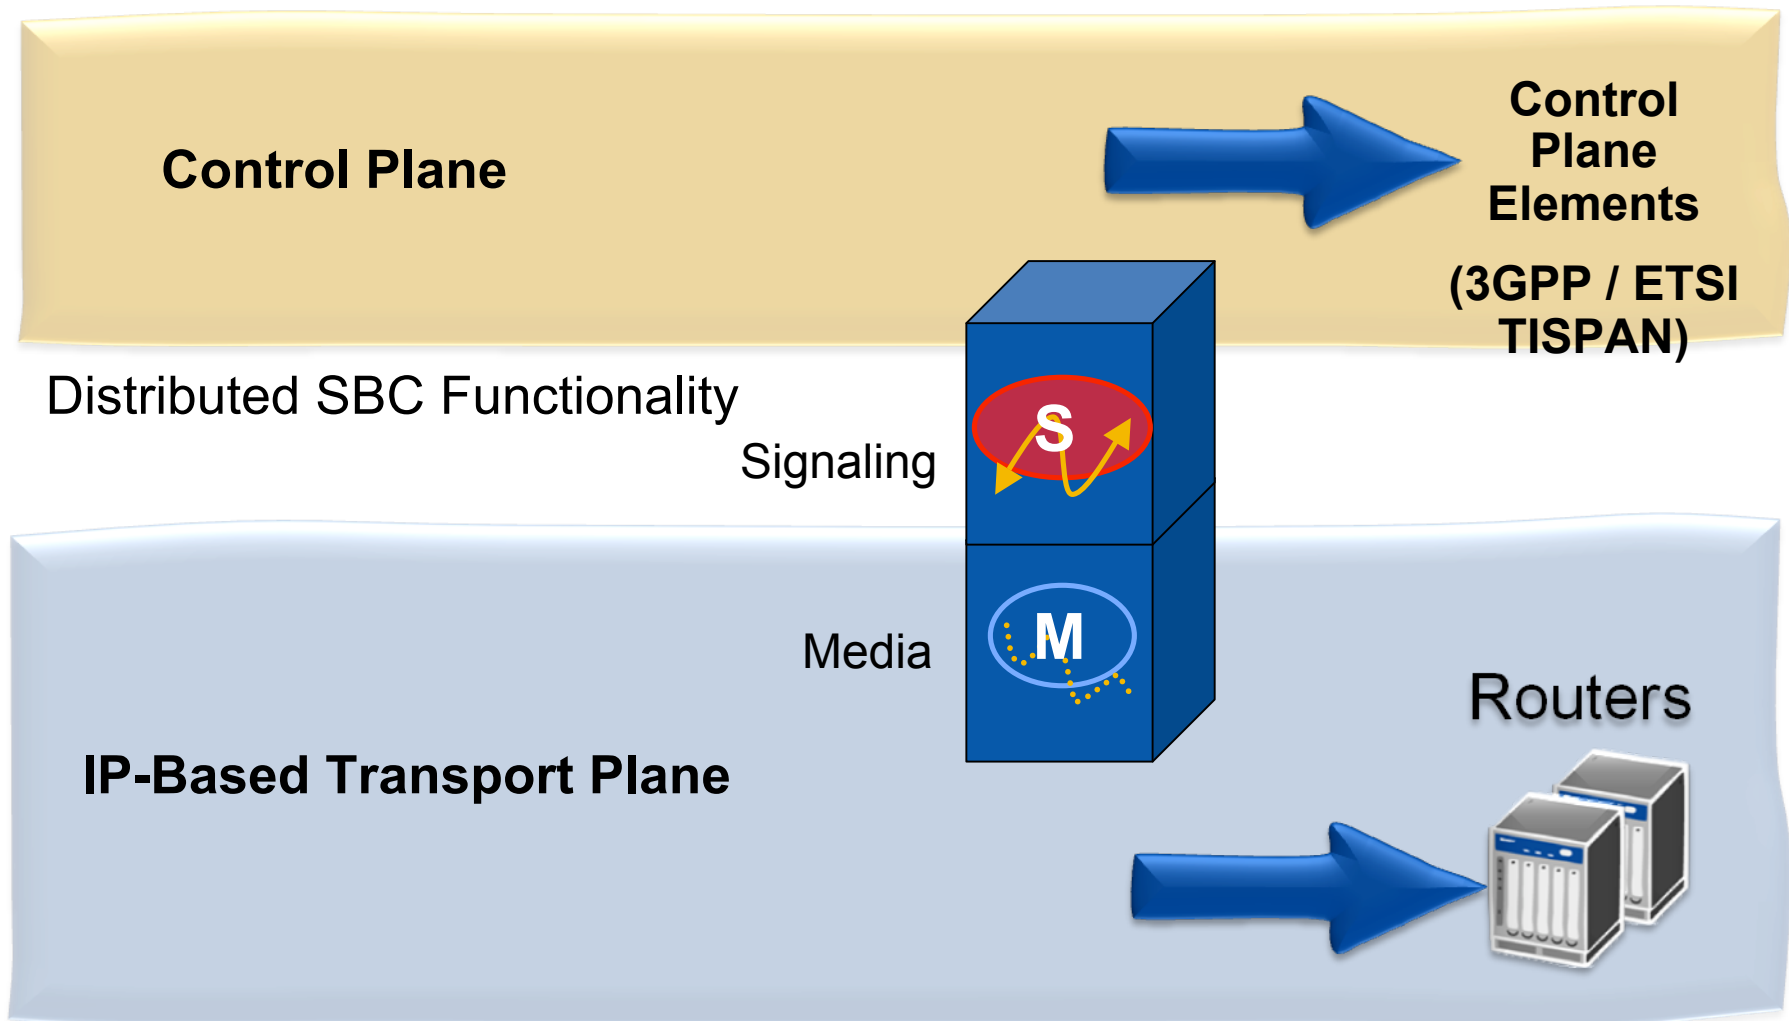 Control Plane
Control
Plane
Elements
(3GPP / ETSI
TISPAN)
Distributed SBC Functionality
Signaling
S
Media
M
Routers
IP-Based Transport Plane